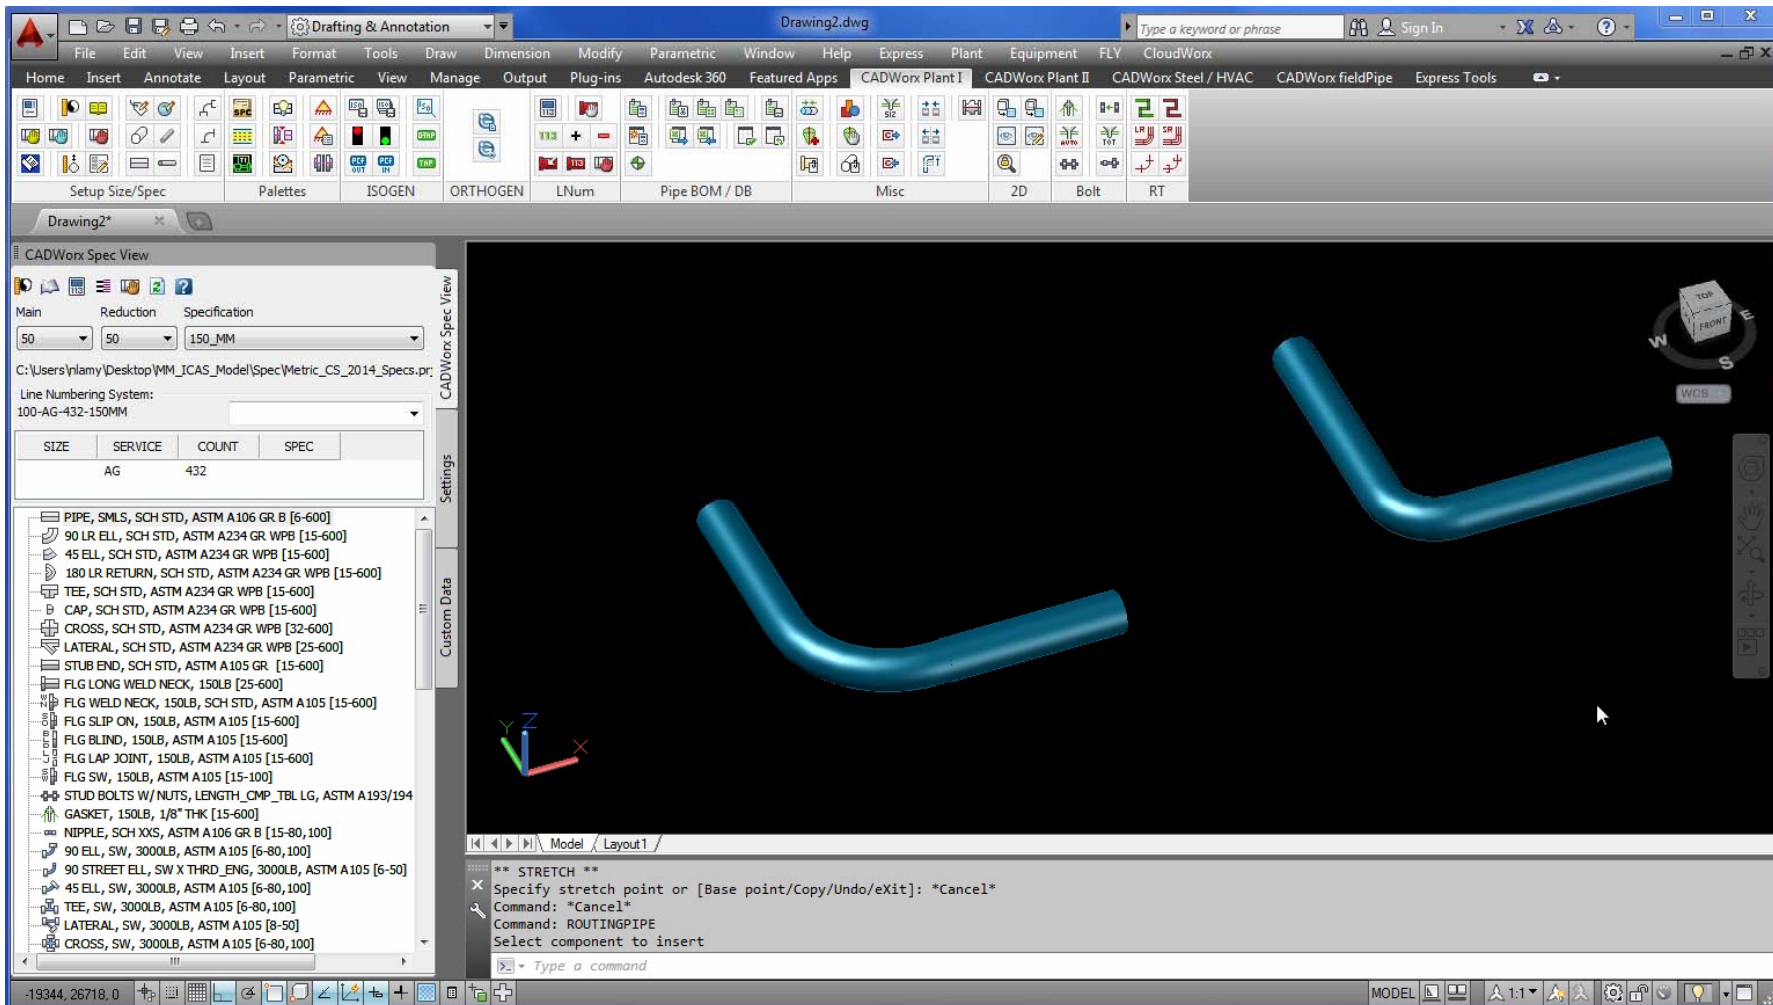 Drafting & Annotation
Drawing2.dwg
Type a keyword or phrase
Sign In
File Edit View Insert Format Tools Draw Dimension Modify Parametric Window Help Express Plant Equipment FLY CloudWorx
Home Insert Annotate Layout Parametric View Manage Output Plug-ins Autodesk 360 Featured Apps CADWorx Plant I CADWorx Plant II CADWorx Steel / HVAC CADWorx fieldPipe Express Tools
Setup Size/Spec Palettes ISOGEN ORTHOGEN LNum Pipe BOM / DB Misc 2D Bolt RT
Drawing2*
CADWorx Spec View
Main Reduction Specification
50 50 150_MM
C:\Users\nlamy\Desktop\MM_ICAS_Model\Spec\Metric_CS_2014_Specs.prj
Line Numbering System:
100-AG-432-150MM
SIZE SERVICE COUNT SPEC
AG 432
PIPE, SMLS, SCH STD, ASTM A106 GR B [6-600]
90 LR ELL, SCH STD, ASTM A234 GR WPB [15-600]
45 ELL, SCH STD, ASTM A234 GR WPB [15-600]
180 LR RETURN, SCH STD, ASTM A234 GR WPB [15-600]
TEE, SCH STD, ASTM A234 GR WPB [15-600]
CAP, SCH STD, ASTM A234 GR WPB [15-600]
CROSS, SCH STD, ASTM A234 GR WPB [32-600]
LATERAL, SCH STD, ASTM A234 GR WPB [25-600]
STUB END, SCH STD, ASTM A105 GR [15-600]
FLG LONG WELD NECK, 150LB [25-600]
FLG WELD NECK, 150LB, SCH STD, ASTM A105 [15-600]
FLG SLIP ON, 150LB, ASTM A105 [15-600]
FLG BLIND, 150LB, ASTM A105 [15-600]
FLG LAP JOINT, 150LB, ASTM A105 [15-600]
FLG SW, 150LB, ASTM A105 [15-100]
STUD BOLTS W/ NUTS, LENGTH_CMP_TBL LG, ASTM A193/194
GASKET, 150LB, 1/8" THK [15-600]
NIPPLE, SCH XXS, ASTM A106 GR B [15-80,100]
90 ELL, SW, 3000LB, ASTM A105 [6-80,100]
90 STREET ELL, SW X THRD_ENG, 3000LB, ASTM A105 [6-50]
45 ELL, SW, 3000LB, ASTM A105 [6-80,100]
TEE, SW, 3000LB, ASTM A105 [6-80,100]
LATERAL, SW, 3000LB, ASTM A105 [8-50]
CROSS, SW, 3000LB, ASTM A105 [6-80,100]
CADWorx Spec View
Settings
Custom Data
TOP
FRONT
W
S
E
WCS
Y Z X
Model Layout1
** STRETCH **
Specify stretch point or [Base point/Copy/Undo/eXit]: *Cancel*
Command: *Cancel*
Command: ROUTINGPIPE
Select component to insert
Type a command
-19344, 26718, 0
MODEL
1:1